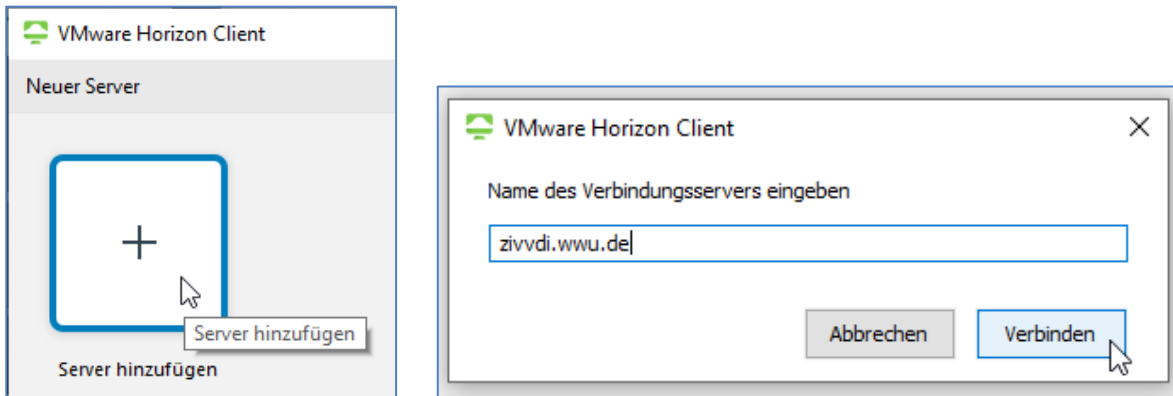 VMware Horizon Client
Neuer Server
Server hinzufügen
Server hinzufügen
VMware Horizon Client
Name des Verbindungsservers eingeben
zivvdi.wwu.de
Abbrechen
Verbinden